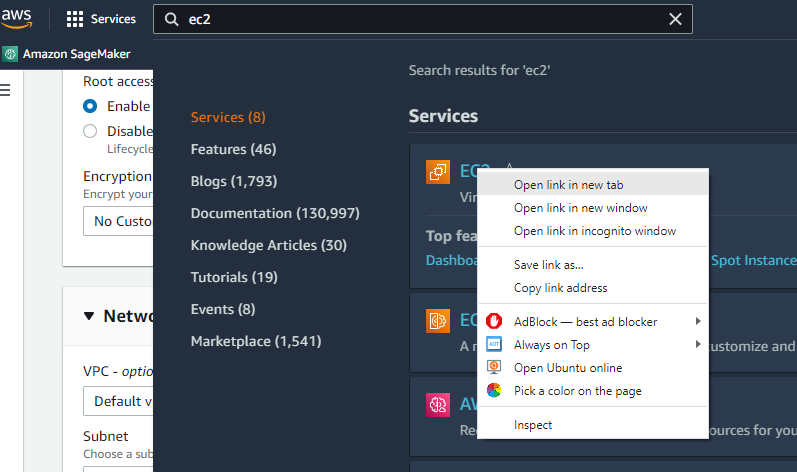 aws
Services
ec2
Amazon SageMaker
Root access
Enable
Disable
Lifecycle
Encryption
Encrypt your
No Custo
Netwo
VPC - optio
Default v
Subnet
Choose a sub
Search results for 'ec2'
Services (8)
Features (46)
Blogs (1,793)
Documentation (130,997)
Knowledge Articles (30)
Tutorials (19)
Events (8)
Marketplace (1,541)
Services
EC2
Vir
Top fea
Dashboa
Spot Instance
EC
A m
ustomize and
AW
Re
ources for you
Open link in new tab
Open link in new window
Open link in incognito window
Save link as...
Copy link address
AdBlock — best ad blocker
Always on Top
Open Ubuntu online
Pick a color on the page
Inspect